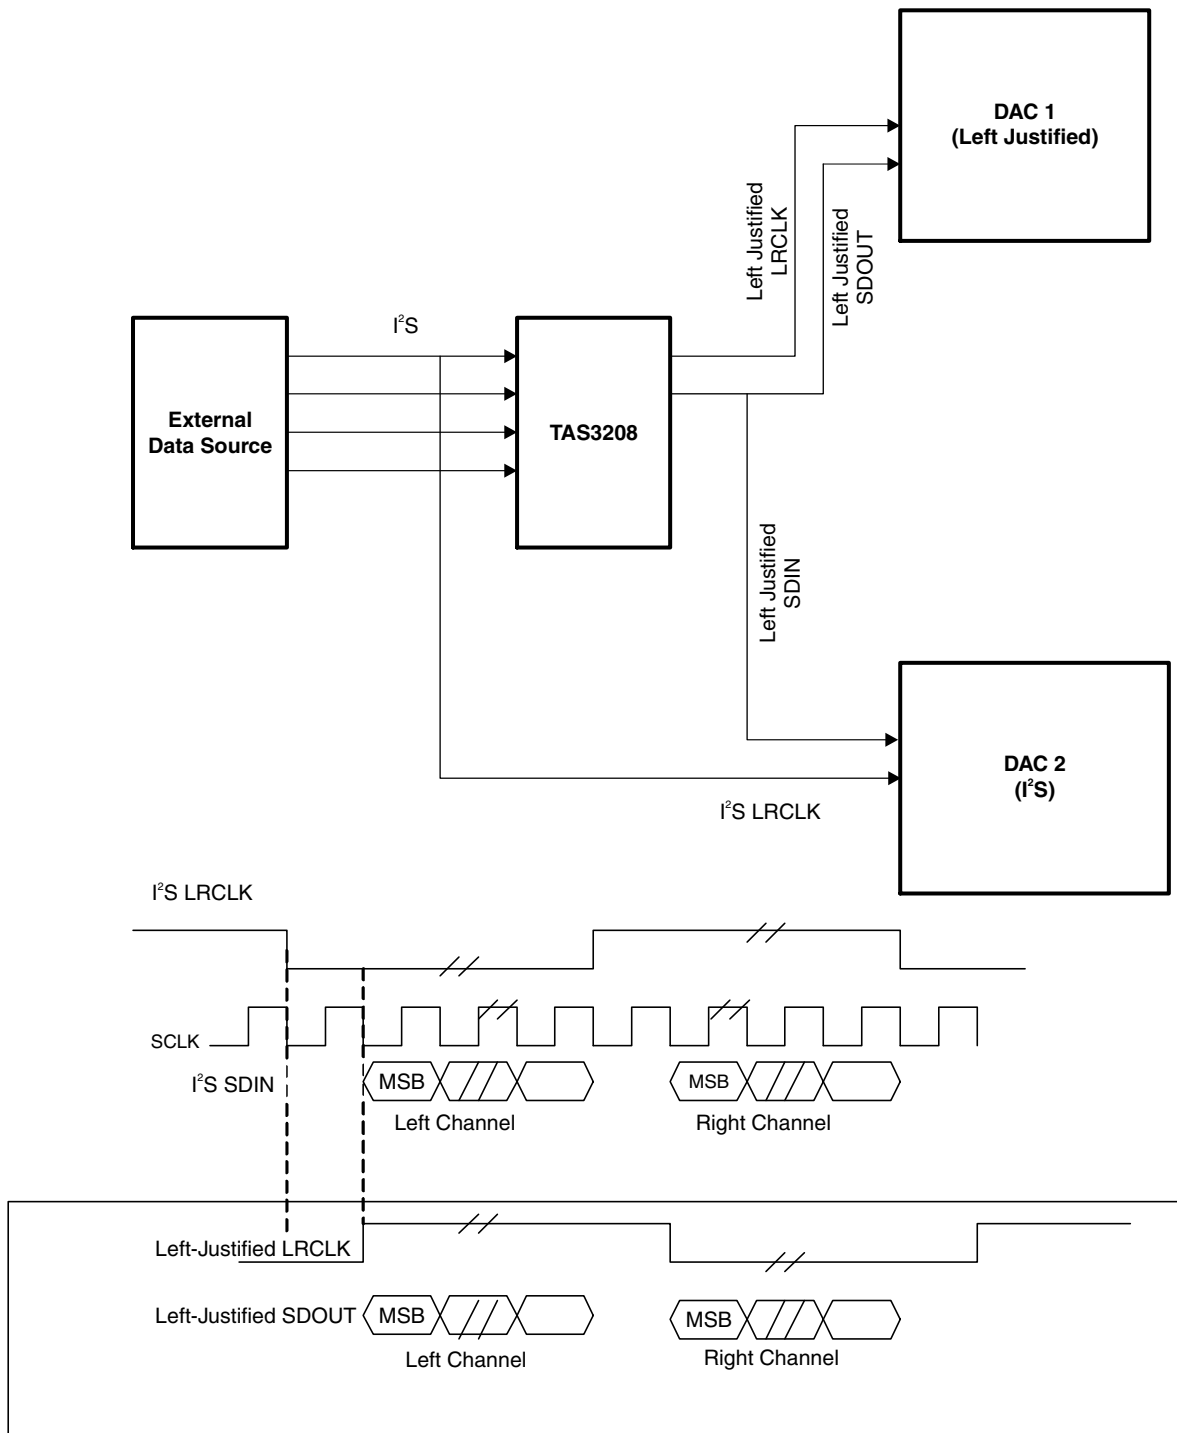 DAC 1
(Left Justified)
Left Justified
LRCLK
Left Justified
SDOUT
I²S
External
Data Source
TAS3208
Left Justified
SDIN
DAC 2
(I²S)
I²S LRCLK
I²S LRCLK
SCLK
I²S SDIN
MSB
MSB
Left Channel
Right Channel
Left-Justified LRCLK
Left-Justified SDOUT
MSB
MSB
Left Channel
Right Channel